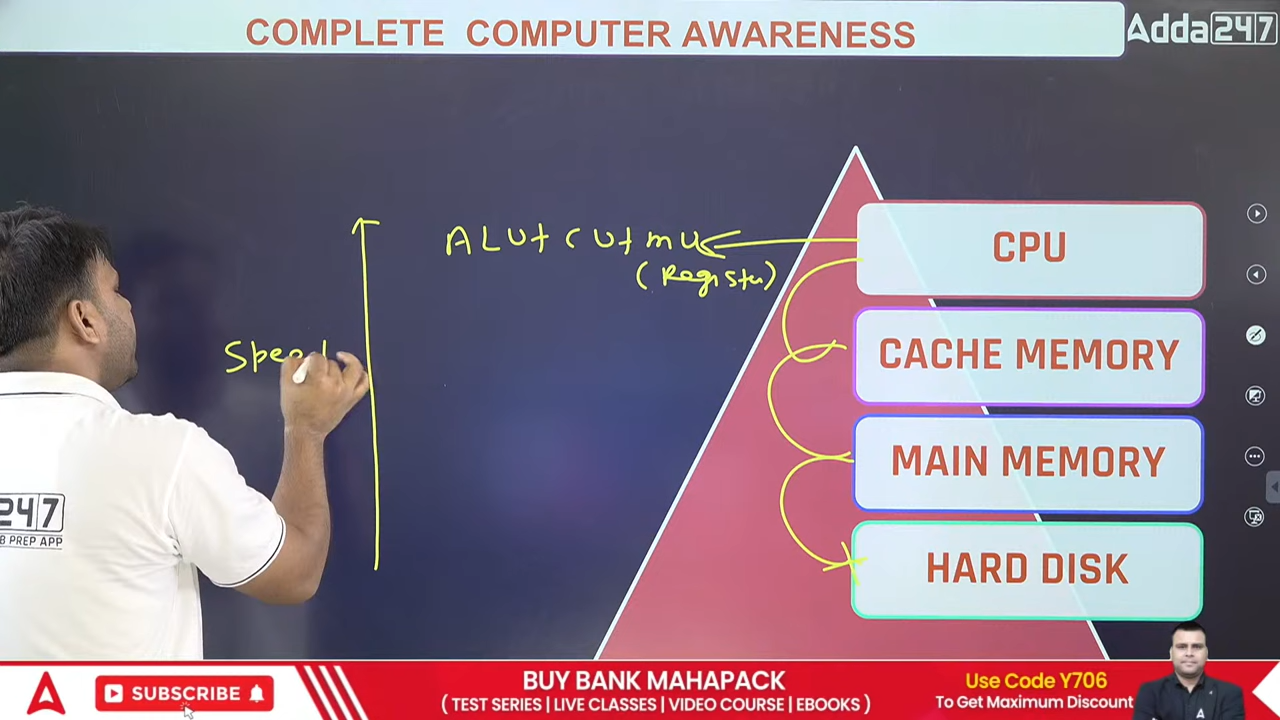 COMPLETE COMPUTER AWARENESS
Adda247
CPU
ALU + CU + MU
(Register)
CACHE MEMORY
Speed
MAIN MEMORY
HARD DISK
247
B PREP APP
SUBSCRIBE
BUY BANK MAHAPACK
( TEST SERIES | LIVE CLASSES | VIDEO COURSE | EBOOKS )
Use Code Y706
To Get Maximum Discount